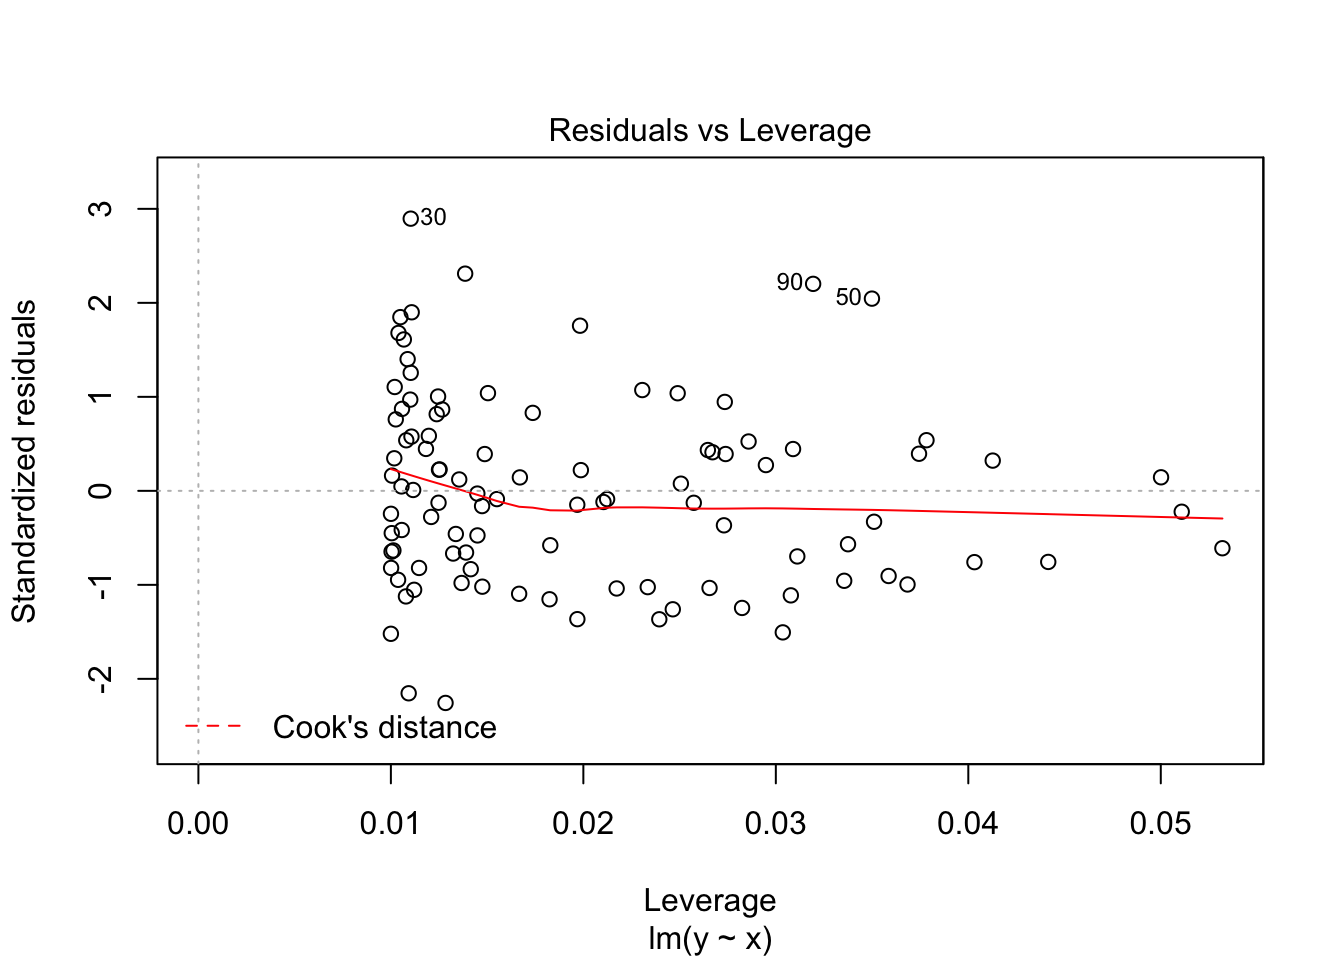 Residuals vs Leverage
Standardized residuals
3
2
1
0
-1
-2
30
90
50
Cook's distance
0.00 0.01 0.02 0.03 0.04 0.05
Leverage
lm(y ~ x)